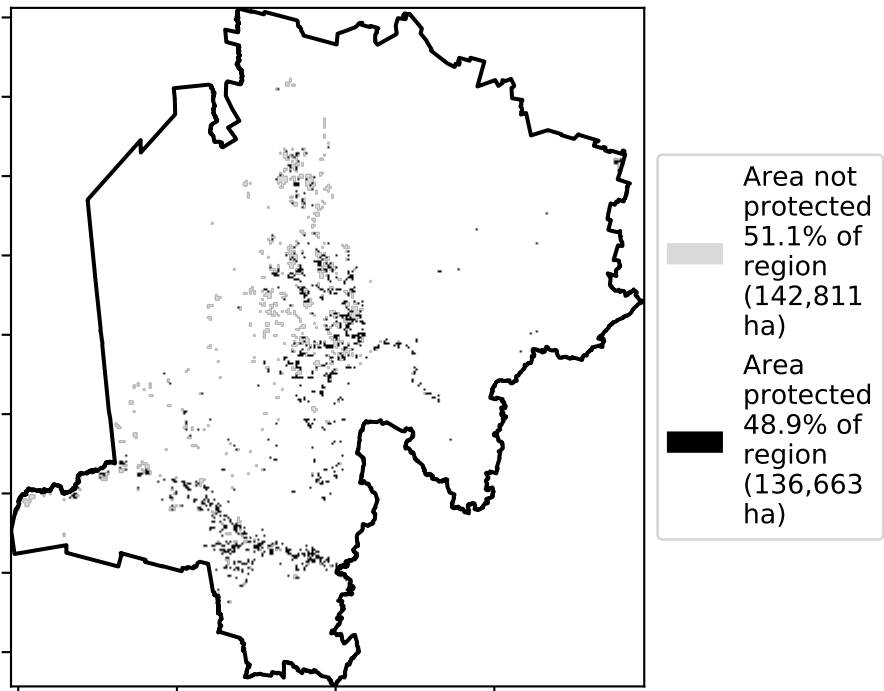 Area not
protected
51.1% of
region
(142,811
ha)
Area
protected
48.9% of
region
(136,663
ha)